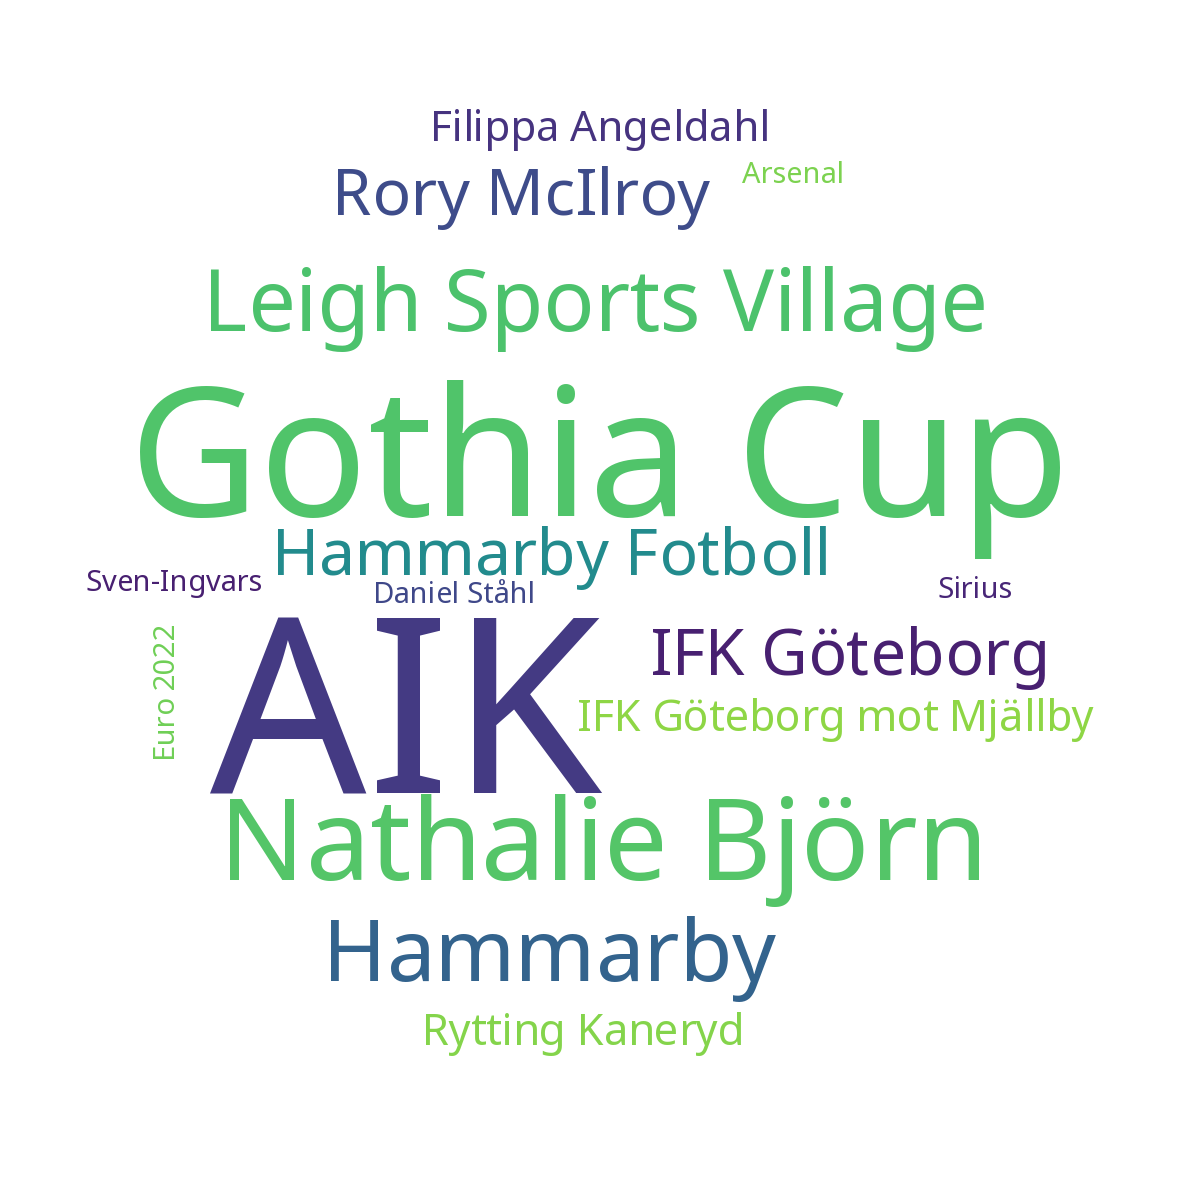 Filippa Angeldahl
Arsenal
Rory McIlroy
Leigh Sports Village
Gothia Cup
Hammarby Fotboll
Sven-Ingvars
Daniel Ståhl
Sirius
AIK
IFK Göteborg
Euro 2022
IFK Göteborg mot Mjällby
Nathalie Björn
Hammarby
Rytting Kaneryd